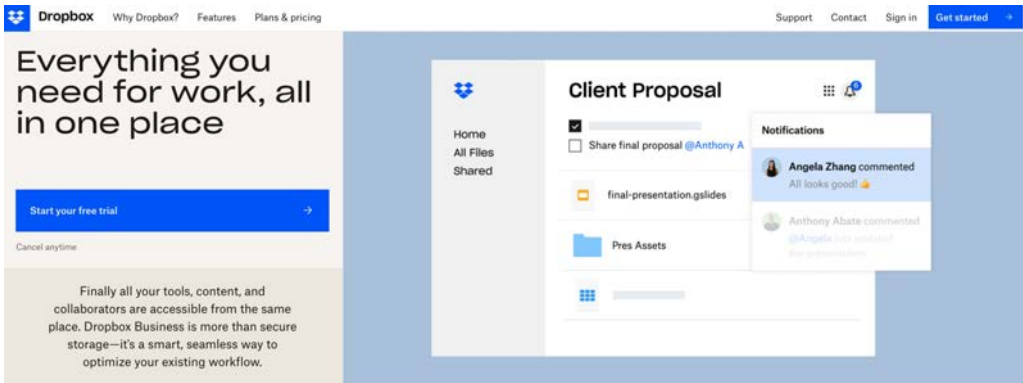 Dropbox
Why Dropbox?
Features
Plans & pricing
Support
Contact
Sign in
Get started
Everything you
need for work, all
in one place
Start your free trial
Cancel anytime
Finally all your tools, content, and
collaborators are accessible from the same
place. Dropbox Business is more than secure
storage—it's a smart, seamless way to
optimize your existing workflow.
Home
All Files
Shared
Client Proposal
Share final proposal @Anthony A
final-presentation.gslides
Pres Assets
Notifications
Angela Zhang commented
All looks good! 👍
Anthony Abate commented
@Angela just updated
the presentation